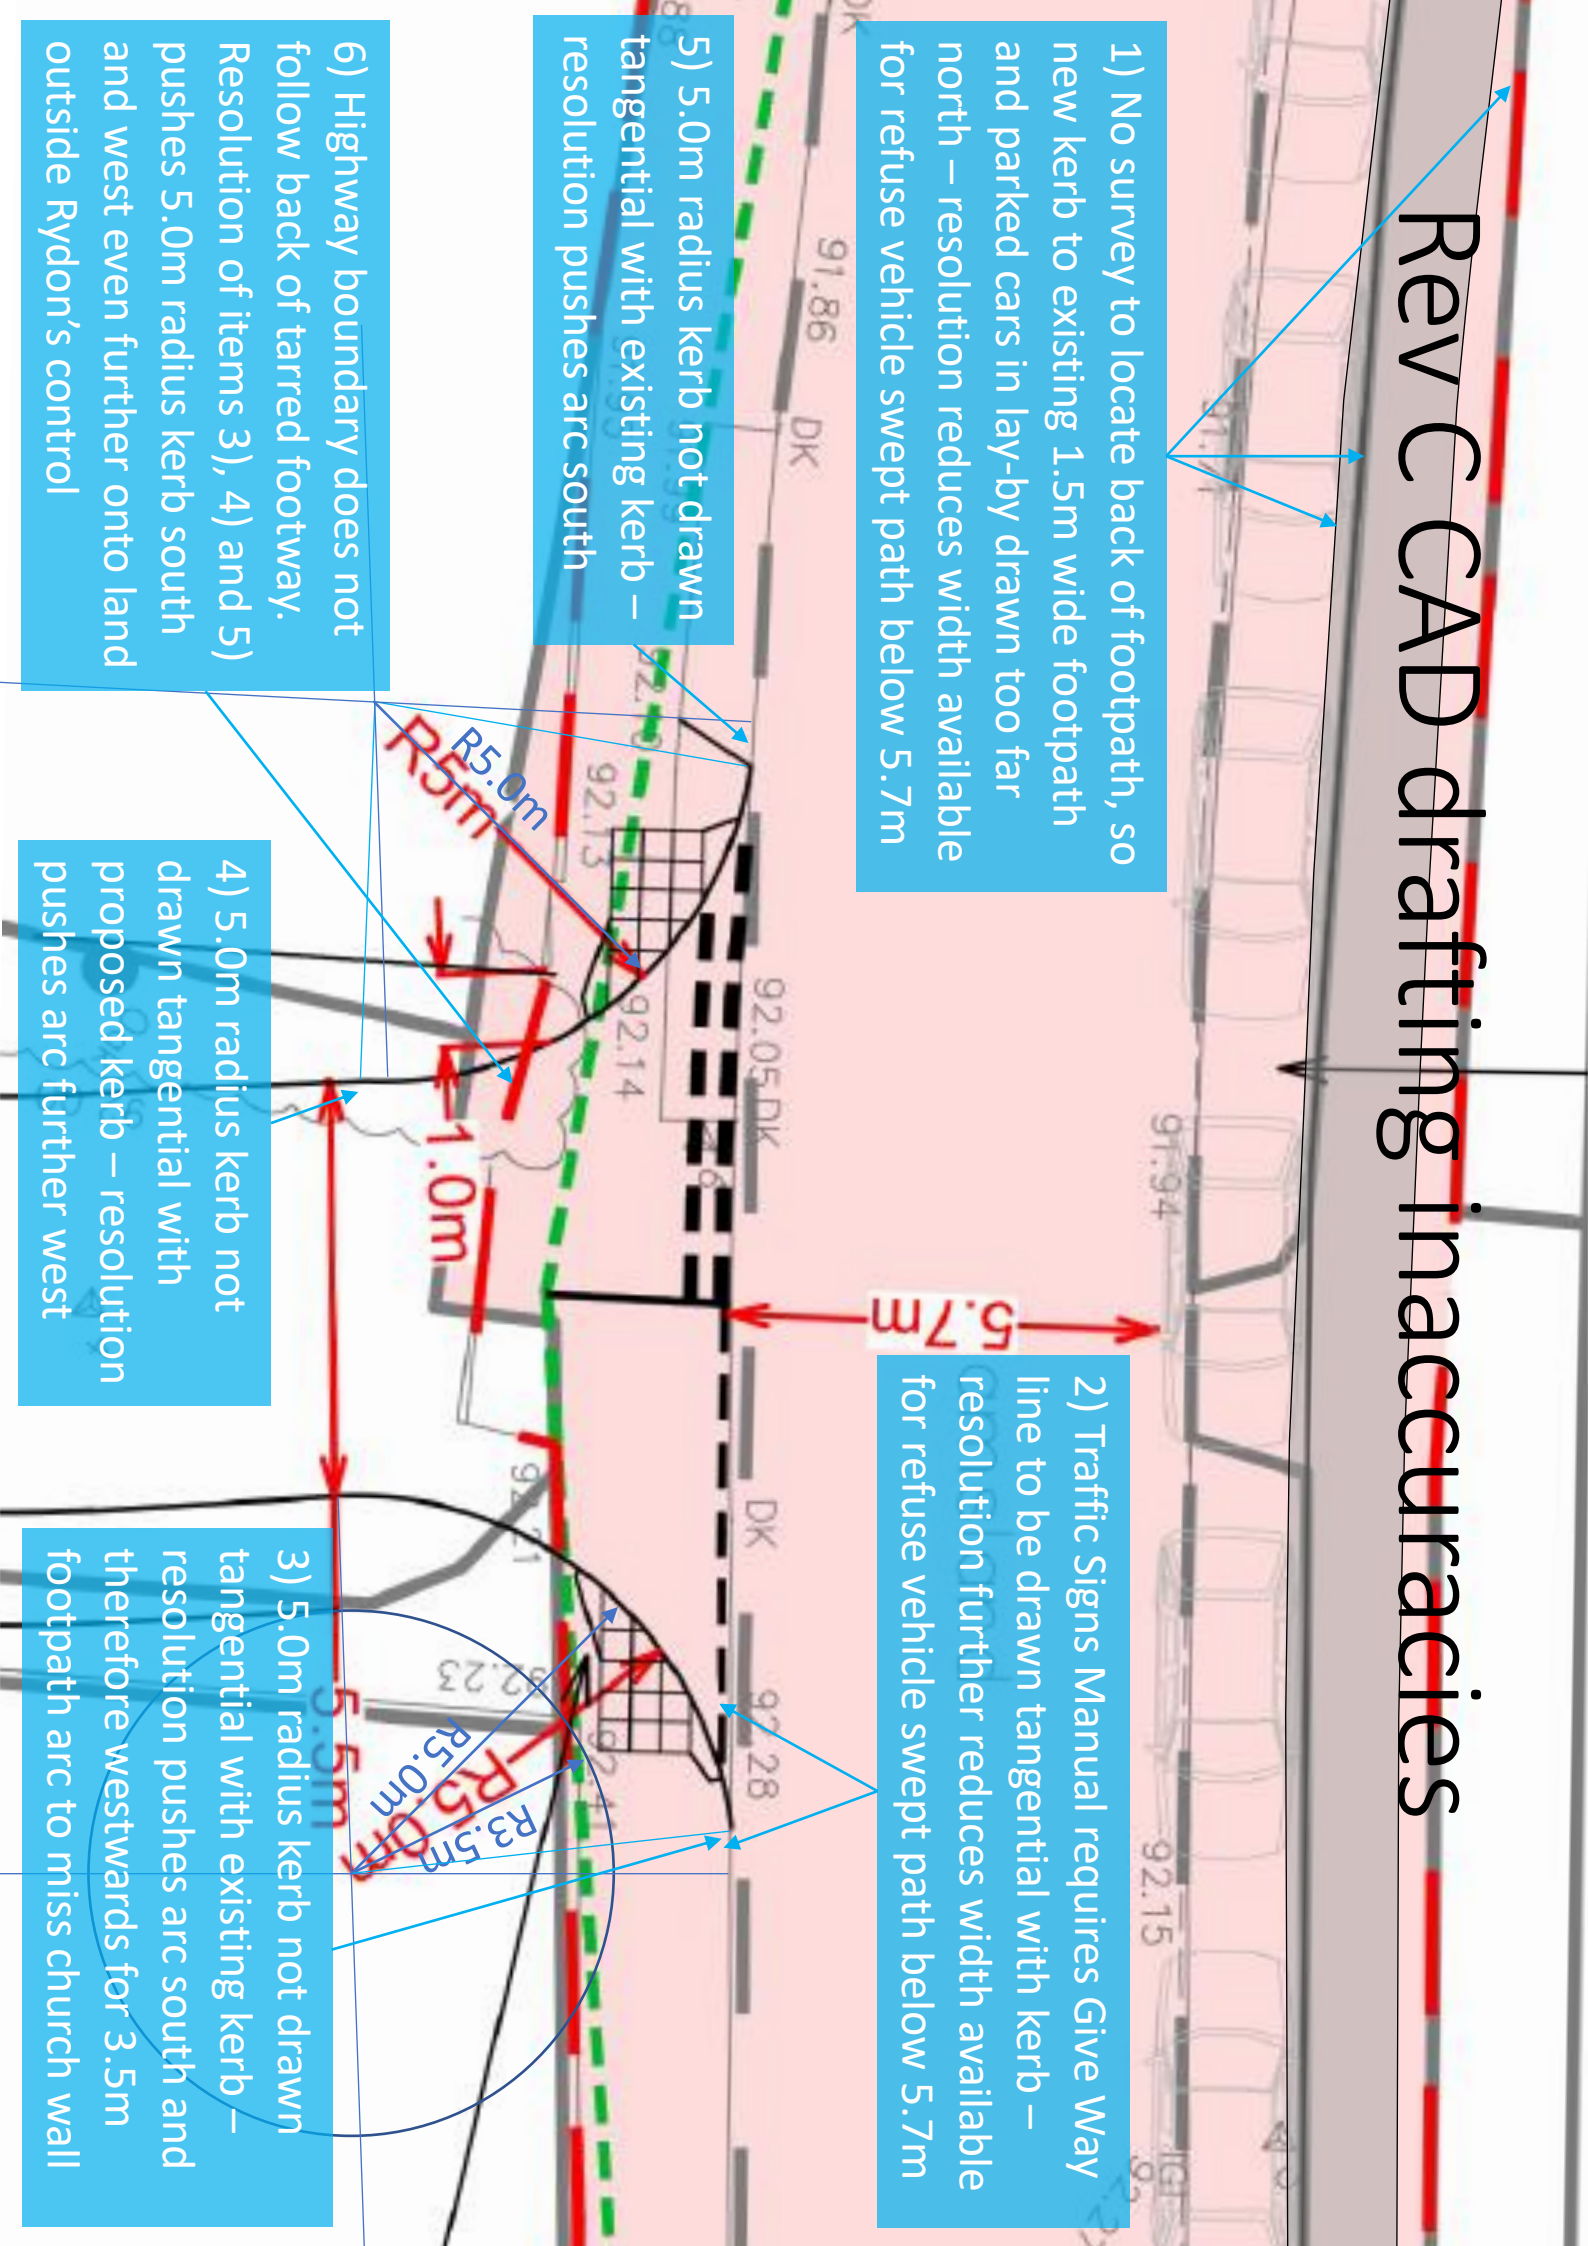 Rev C CAD drafting inaccuracies
1) No survey to locate back of footpath, so
new kerb to existing 1.5m wide footpath
and parked cars in lay-by drawn too far
north – resolution reduces width available
for refuse vehicle swept path below 5.7m
2) Traffic Signs Manual requires Give Way
line to be drawn tangential with kerb –
resolution further reduces width available
for refuse vehicle swept path below 5.7m
5) 5.0m radius kerb not drawn
tangential with existing kerb –
resolution pushes arc south
6) Highway boundary does not
follow back of tarred footway.
Resolution of items 3), 4) and 5)
pushes 5.0m radius kerb south
and west even further onto land
outside Rydon's control
4) 5.0m radius kerb not
drawn tangential with
proposed kerb – resolution
pushes arc further west
3) 5.0m radius kerb not drawn
tangential with existing kerb –
resolution pushes arc south and
therefore westwards for 3.5m
footpath arc to miss church wall
DK
91.86
DK
91.94
92.15
92.05
DK
5.7m
DK
92.28
92.13
92.14
R5.0m
R5m
1.0m
92.23
5.5m
R5.0m
R5.0m
R3.5m